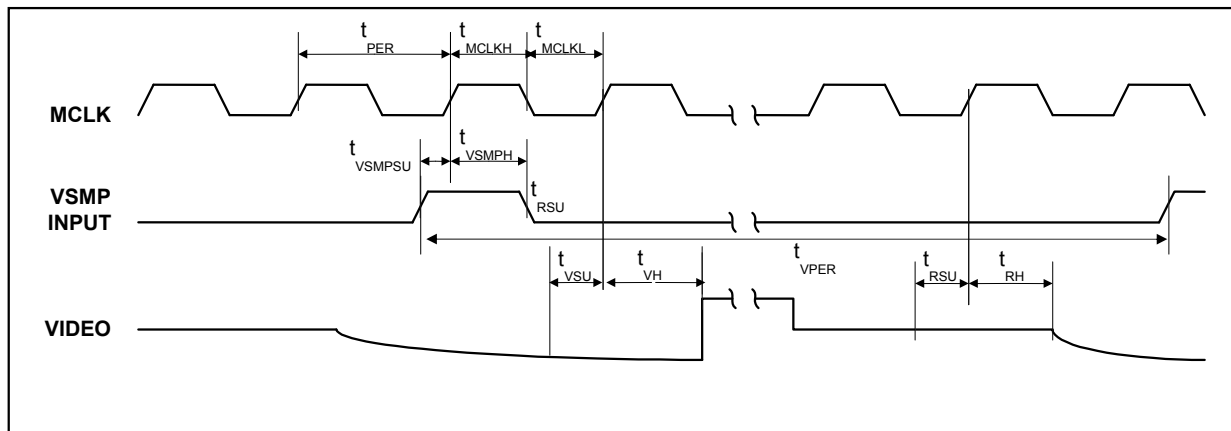 t PER t MCLKH t MCLKL
MCLK
t VSMPSU t VSMPH
VSMP INPUT
t RSU
t VPER
t VSU t VH t RSU t RH
VIDEO